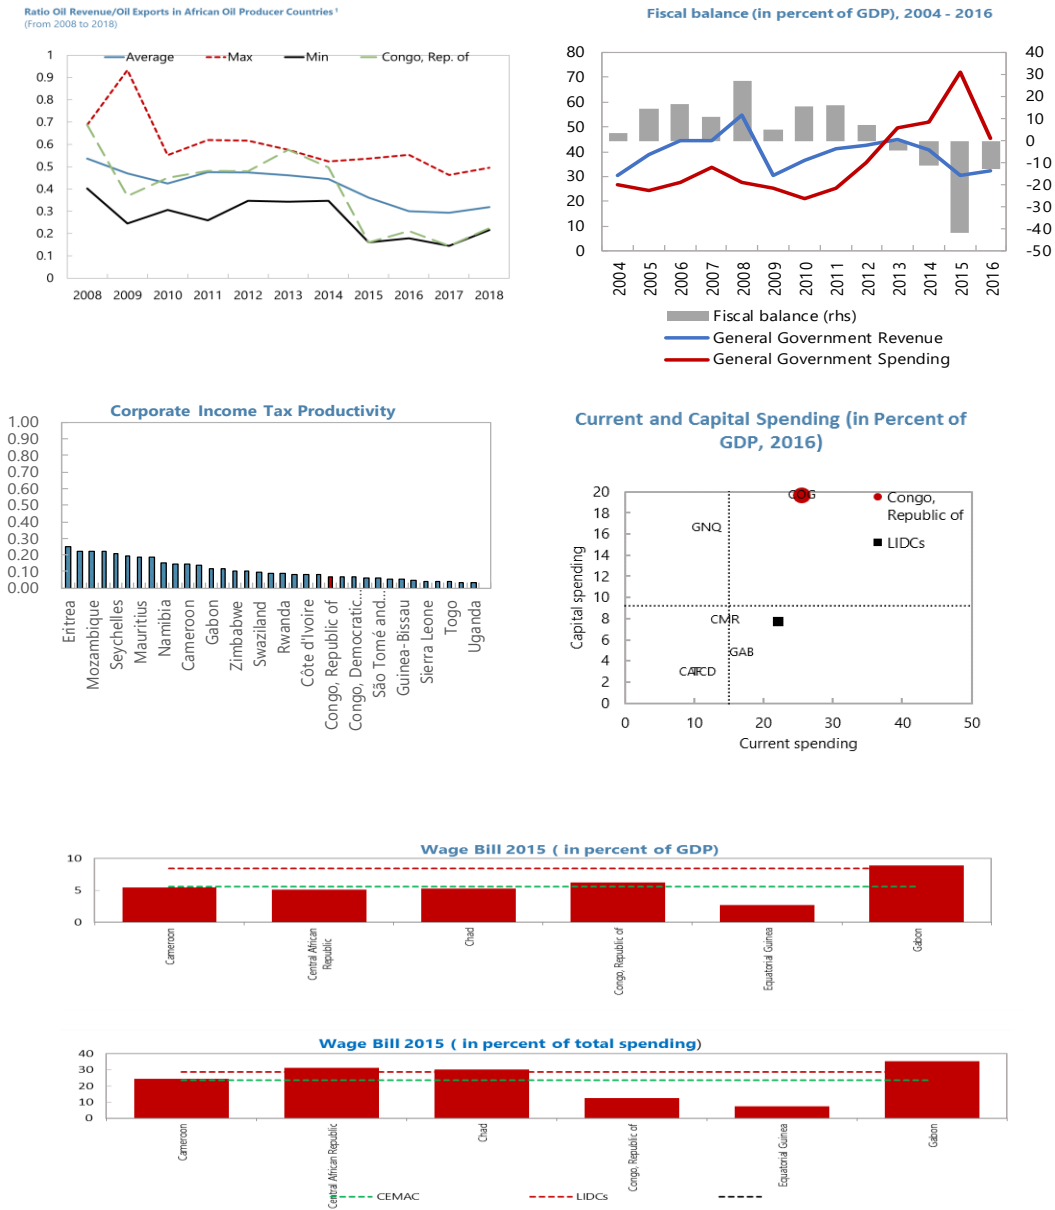 Ratio Oil Revenue/Oil Exports in African Oil Producer Countries ¹
(From 2008 to 2018)
1
0.9
0.8
0.7
0.6
0.5
0.4
0.3
0.2
0.1
0
Average
Max
Min
Congo, Rep. of
2008 2009 2010 2011 2012 2013 2014 2015 2016 2017 2018
Fiscal balance (in percent of GDP), 2004 - 2016
80
70
60
50
40
30
20
10
0
40
30
20
10
0
-10
-20
-30
-40
-50
2004 2005 2006 2007 2008 2009 2010 2011 2012 2013 2014 2015 2016
Fiscal balance (rhs)
General Government Revenue
General Government Spending
Corporate Income Tax Productivity
1.00
0.90
0.80
0.70
0.60
0.50
0.40
0.30
0.20
0.10
0.00
Eritrea
Mozambique
Seychelles
Mauritius
Namibia
Cameroon
Gabon
Zimbabwe
Swaziland
Rwanda
Côte d'Ivoire
Congo, Republic of
Congo, Democratic...
São Tomé and...
Guinea-Bissau
Sierra Leone
Togo
Uganda
Current and Capital Spending (in Percent of
GDP, 2016)
Capital spending
20
18
16
14
12
10
8
6
4
2
0
COG
GNQ
CMR
GAB
CAF
TCD
Congo,
Republic of
LIDCs
0 10 20 30 40 50
Current spending
Wage Bill 2015 ( in percent of GDP)
10
5
0
Cameroon
Central African
Republic
Chad
Congo, Republic of
Equatorial Guinea
Gabon
Wage Bill 2015 ( in percent of total spending)
40
30
20
10
0
Cameroon
Central African Republic
Chad
Congo, Republic of
Equatorial Guinea
Gabon
CEMAC
LIDCs